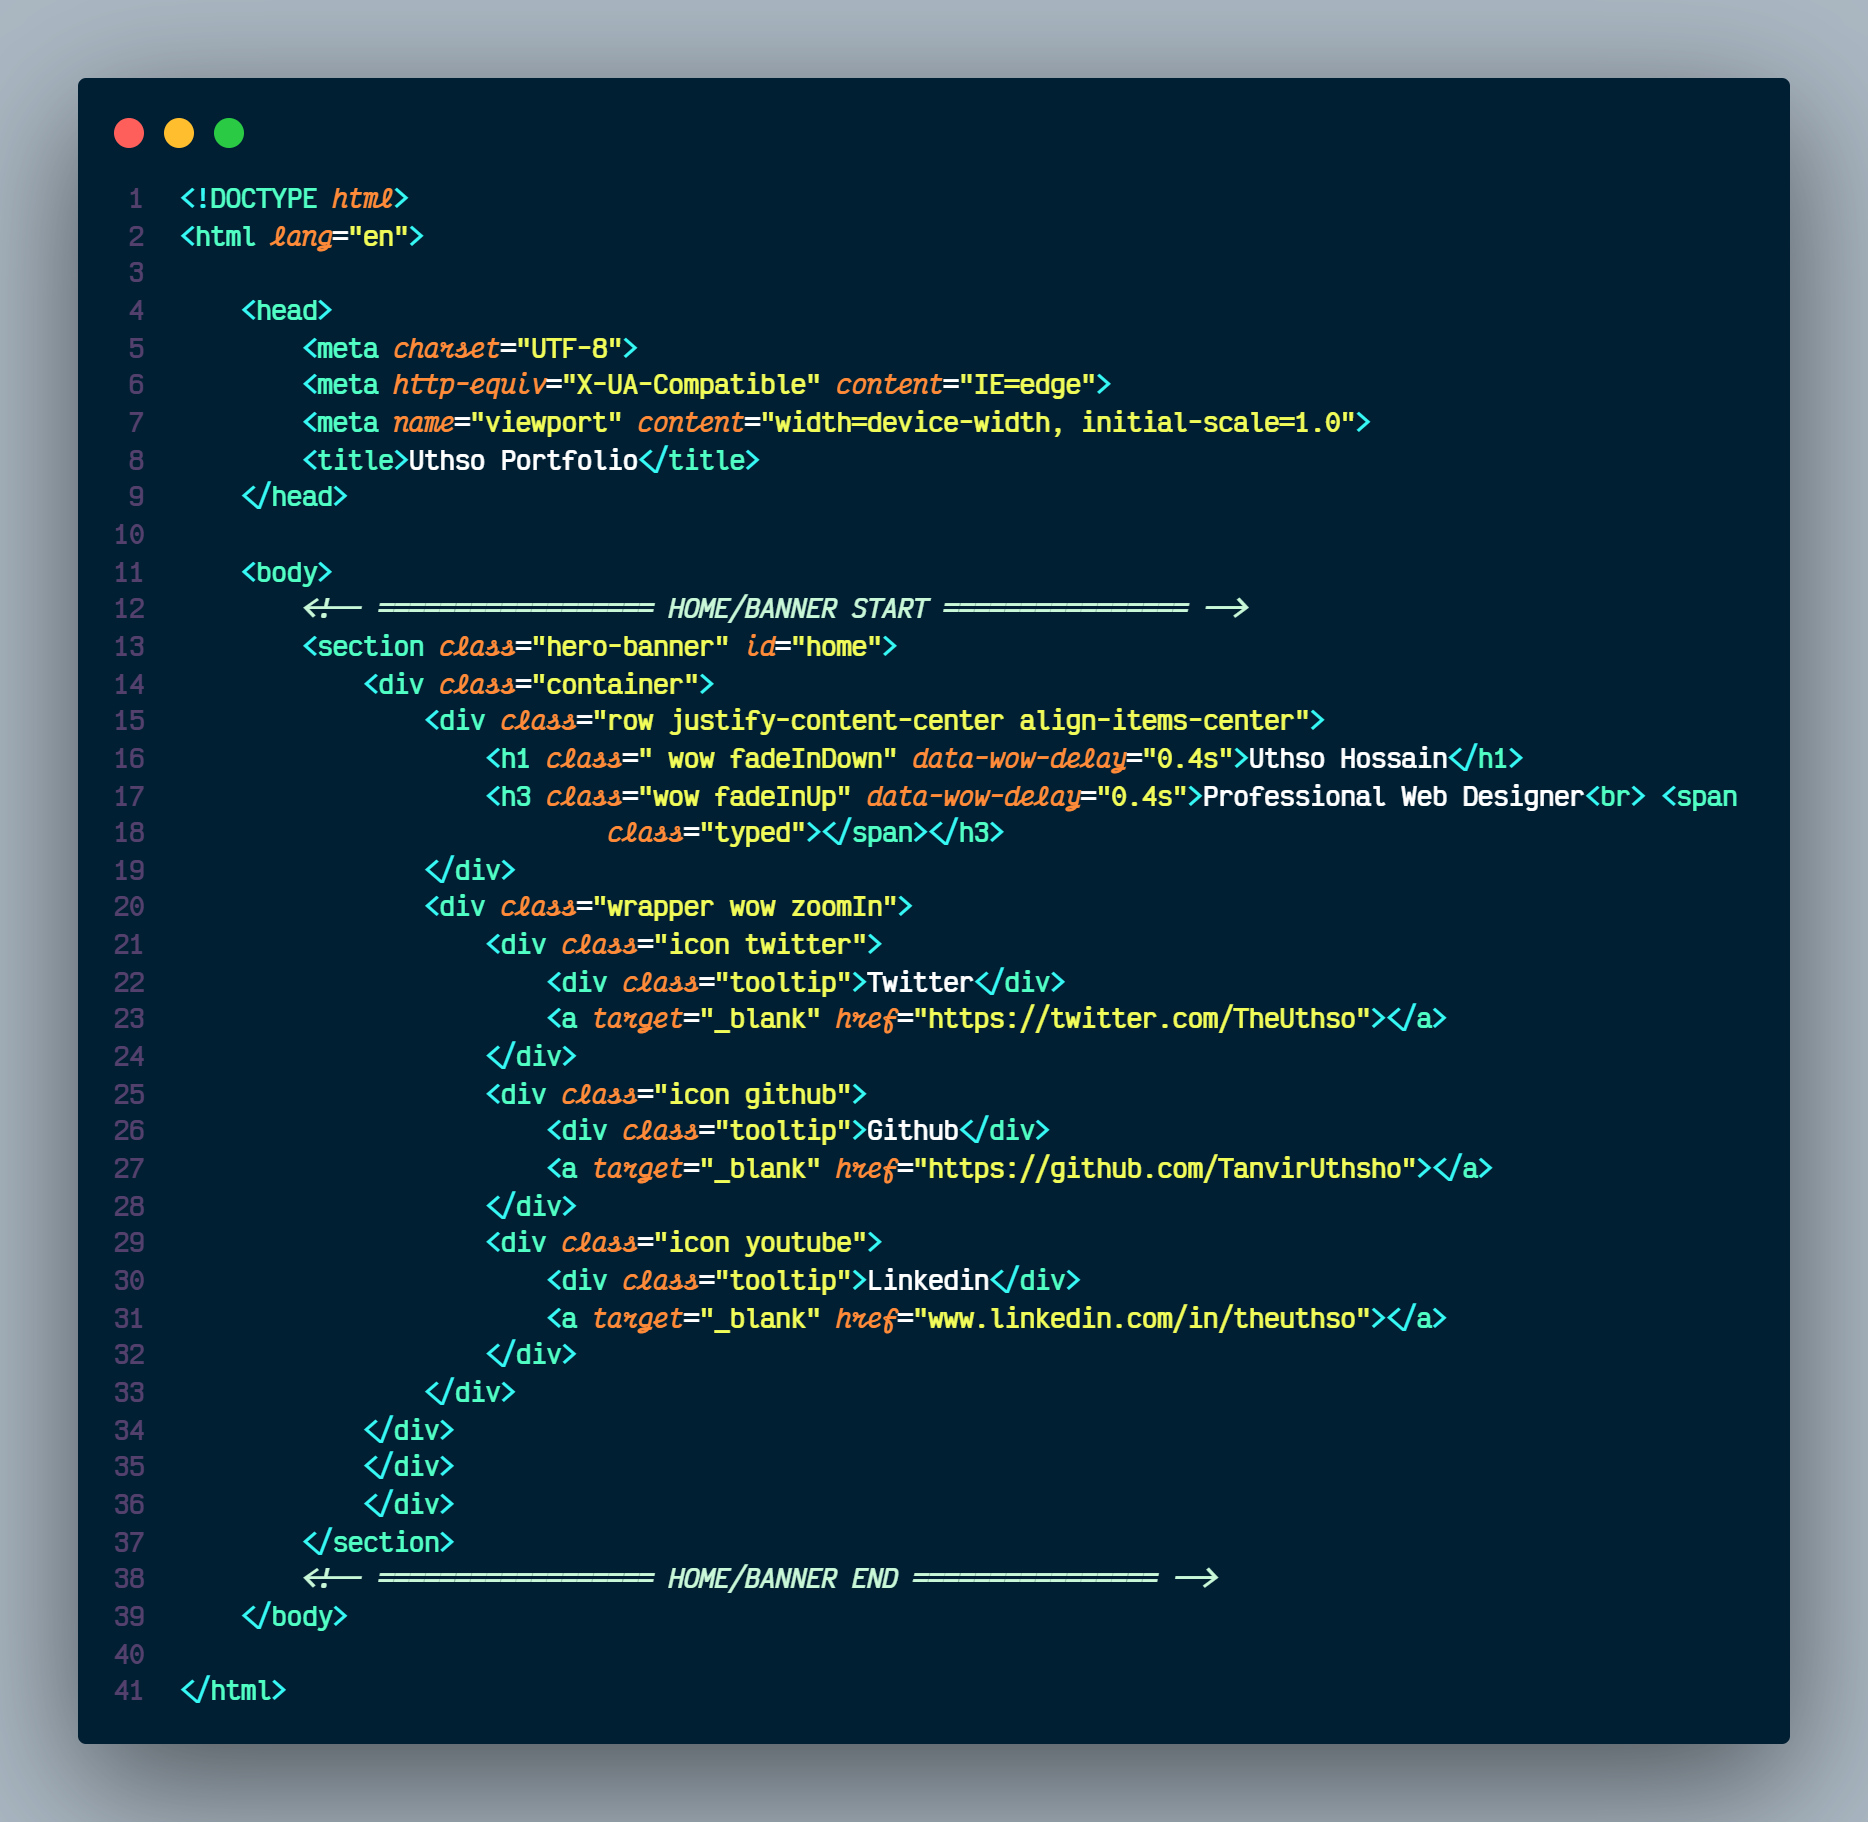 1 <!DOCTYPE html>
2 <html lang="en">
3
4     <head>
5         <meta charset="UTF-8">
6         <meta http-equiv="X-UA-Compatible" content="IE=edge">
7         <meta name="viewport" content="width=device-width, initial-scale=1.0">
8         <title>Uthso Portfolio</title>
9     </head>
10
11     <body>
12         <!-- ================== HOME/BANNER START ================ -->
13         <section class="hero-banner" id="home">
14             <div class="container">
15                 <div class="row justify-content-center align-items-center">
16                     <h1 class=" wow fadeInDown" data-wow-delay="0.4s">Uthso Hossain</h1>
17                     <h3 class="wow fadeInUp" data-wow-delay="0.4s">Professional Web Designer<br> <span
18                             class="typed"></span></h3>
19                 </div>
20                 <div class="wrapper wow zoomIn">
21                     <div class="icon twitter">
22                         <div class="tooltip">Twitter</div>
23                         <a target="_blank" href="https://twitter.com/TheUthso"></a>
24                     </div>
25                     <div class="icon github">
26                         <div class="tooltip">Github</div>
27                         <a target="_blank" href="https://github.com/TanvirUthsho"></a>
28                     </div>
29                     <div class="icon youtube">
30                         <div class="tooltip">Linkedin</div>
31                         <a target="_blank" href="www.linkedin.com/in/theuthso"></a>
32                     </div>
33                 </div>
34             </div>
35             </div>
36             </div>
37         </section>
38         <!-- ================== HOME/BANNER END ================ -->
39     </body>
40
41 </html>